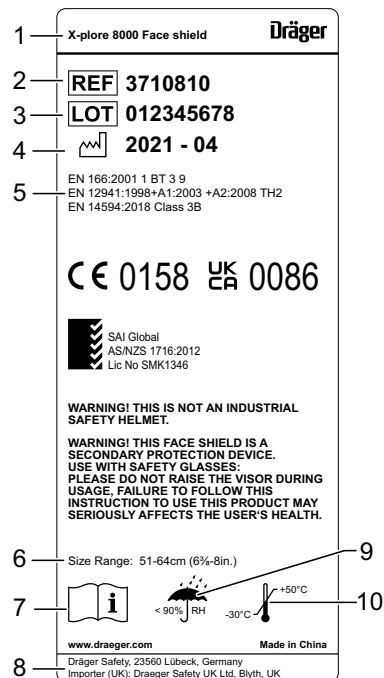 1 X-plore 8000 Face shield Dräger
2 REF 3710810
3 LOT 012345678
4 2021 - 04
EN 166:2001 1 BT 3 9
5 EN 12941:1998+A1:2003 +A2:2008 TH2
EN 14594:2018 Class 3B
CE 0158 UK CA 0086
SAI Global
AS/NZS 1716:2012
Lic No SMK1346
WARNING! THIS IS NOT AN INDUSTRIAL
SAFETY HELMET.
WARNING! THIS FACE SHIELD IS A
SECONDARY PROTECTION DEVICE.
USE WITH SAFETY GLASSES:
PLEASE DO NOT RAISE THE VISOR DURING
USAGE, FAILURE TO FOLLOW THIS
INSTRUCTION TO USE THIS PRODUCT MAY
SERIOUSLY AFFECTS THE USER'S HEALTH.
6 Size Range: 51-64cm (6⅜-8in.)
9
7 i < 90% RH -30°C +50°C 10
www.draeger.com Made in China
8 Dräger Safety, 23560 Lübeck, Germany
Importer (UK): Draeger Safety UK Ltd, Blyth, UK